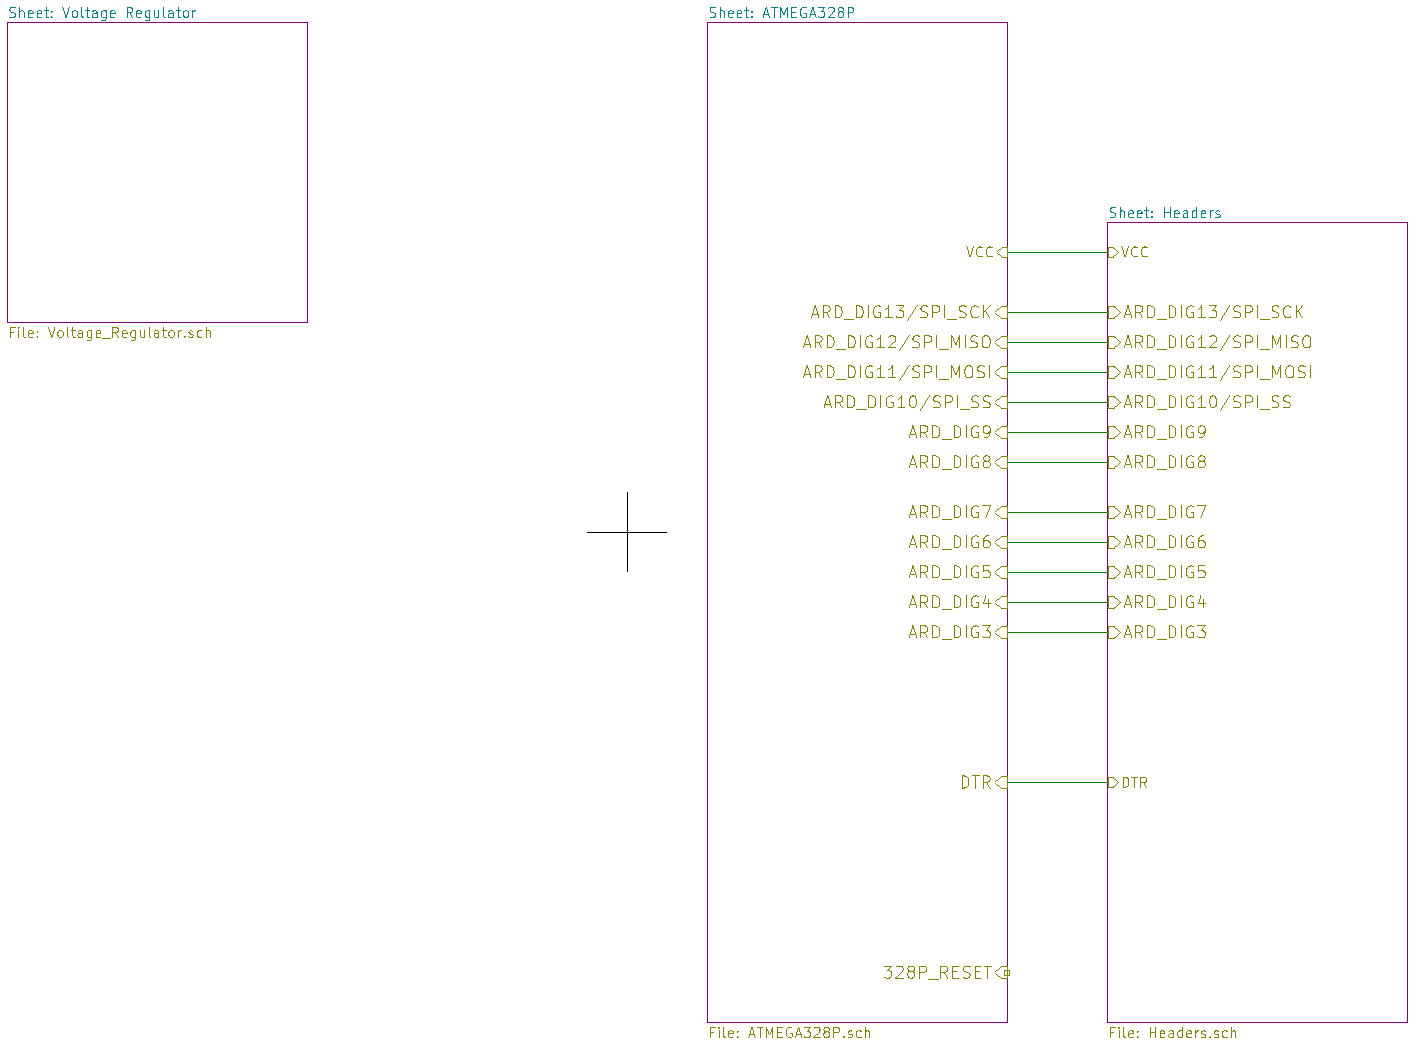 Sheet: Voltage Regulator
File: Voltage_Regulator.sch
Sheet: ATMEGA328P
VCC
ARD_DIG13/SPI_SCK
ARD_DIG12/SPI_MISO
ARD_DIG11/SPI_MOSI
ARD_DIG10/SPI_SS
ARD_DIG9
ARD_DIG8
ARD_DIG7
ARD_DIG6
ARD_DIG5
ARD_DIG4
ARD_DIG3
DTR
328P_RESET
File: ATMEGA328P.sch
Sheet: Headers
VCC
ARD_DIG13/SPI_SCK
ARD_DIG12/SPI_MISO
ARD_DIG11/SPI_MOSI
ARD_DIG10/SPI_SS
ARD_DIG9
ARD_DIG8
ARD_DIG7
ARD_DIG6
ARD_DIG5
ARD_DIG4
ARD_DIG3
DTR
File: Headers.sch